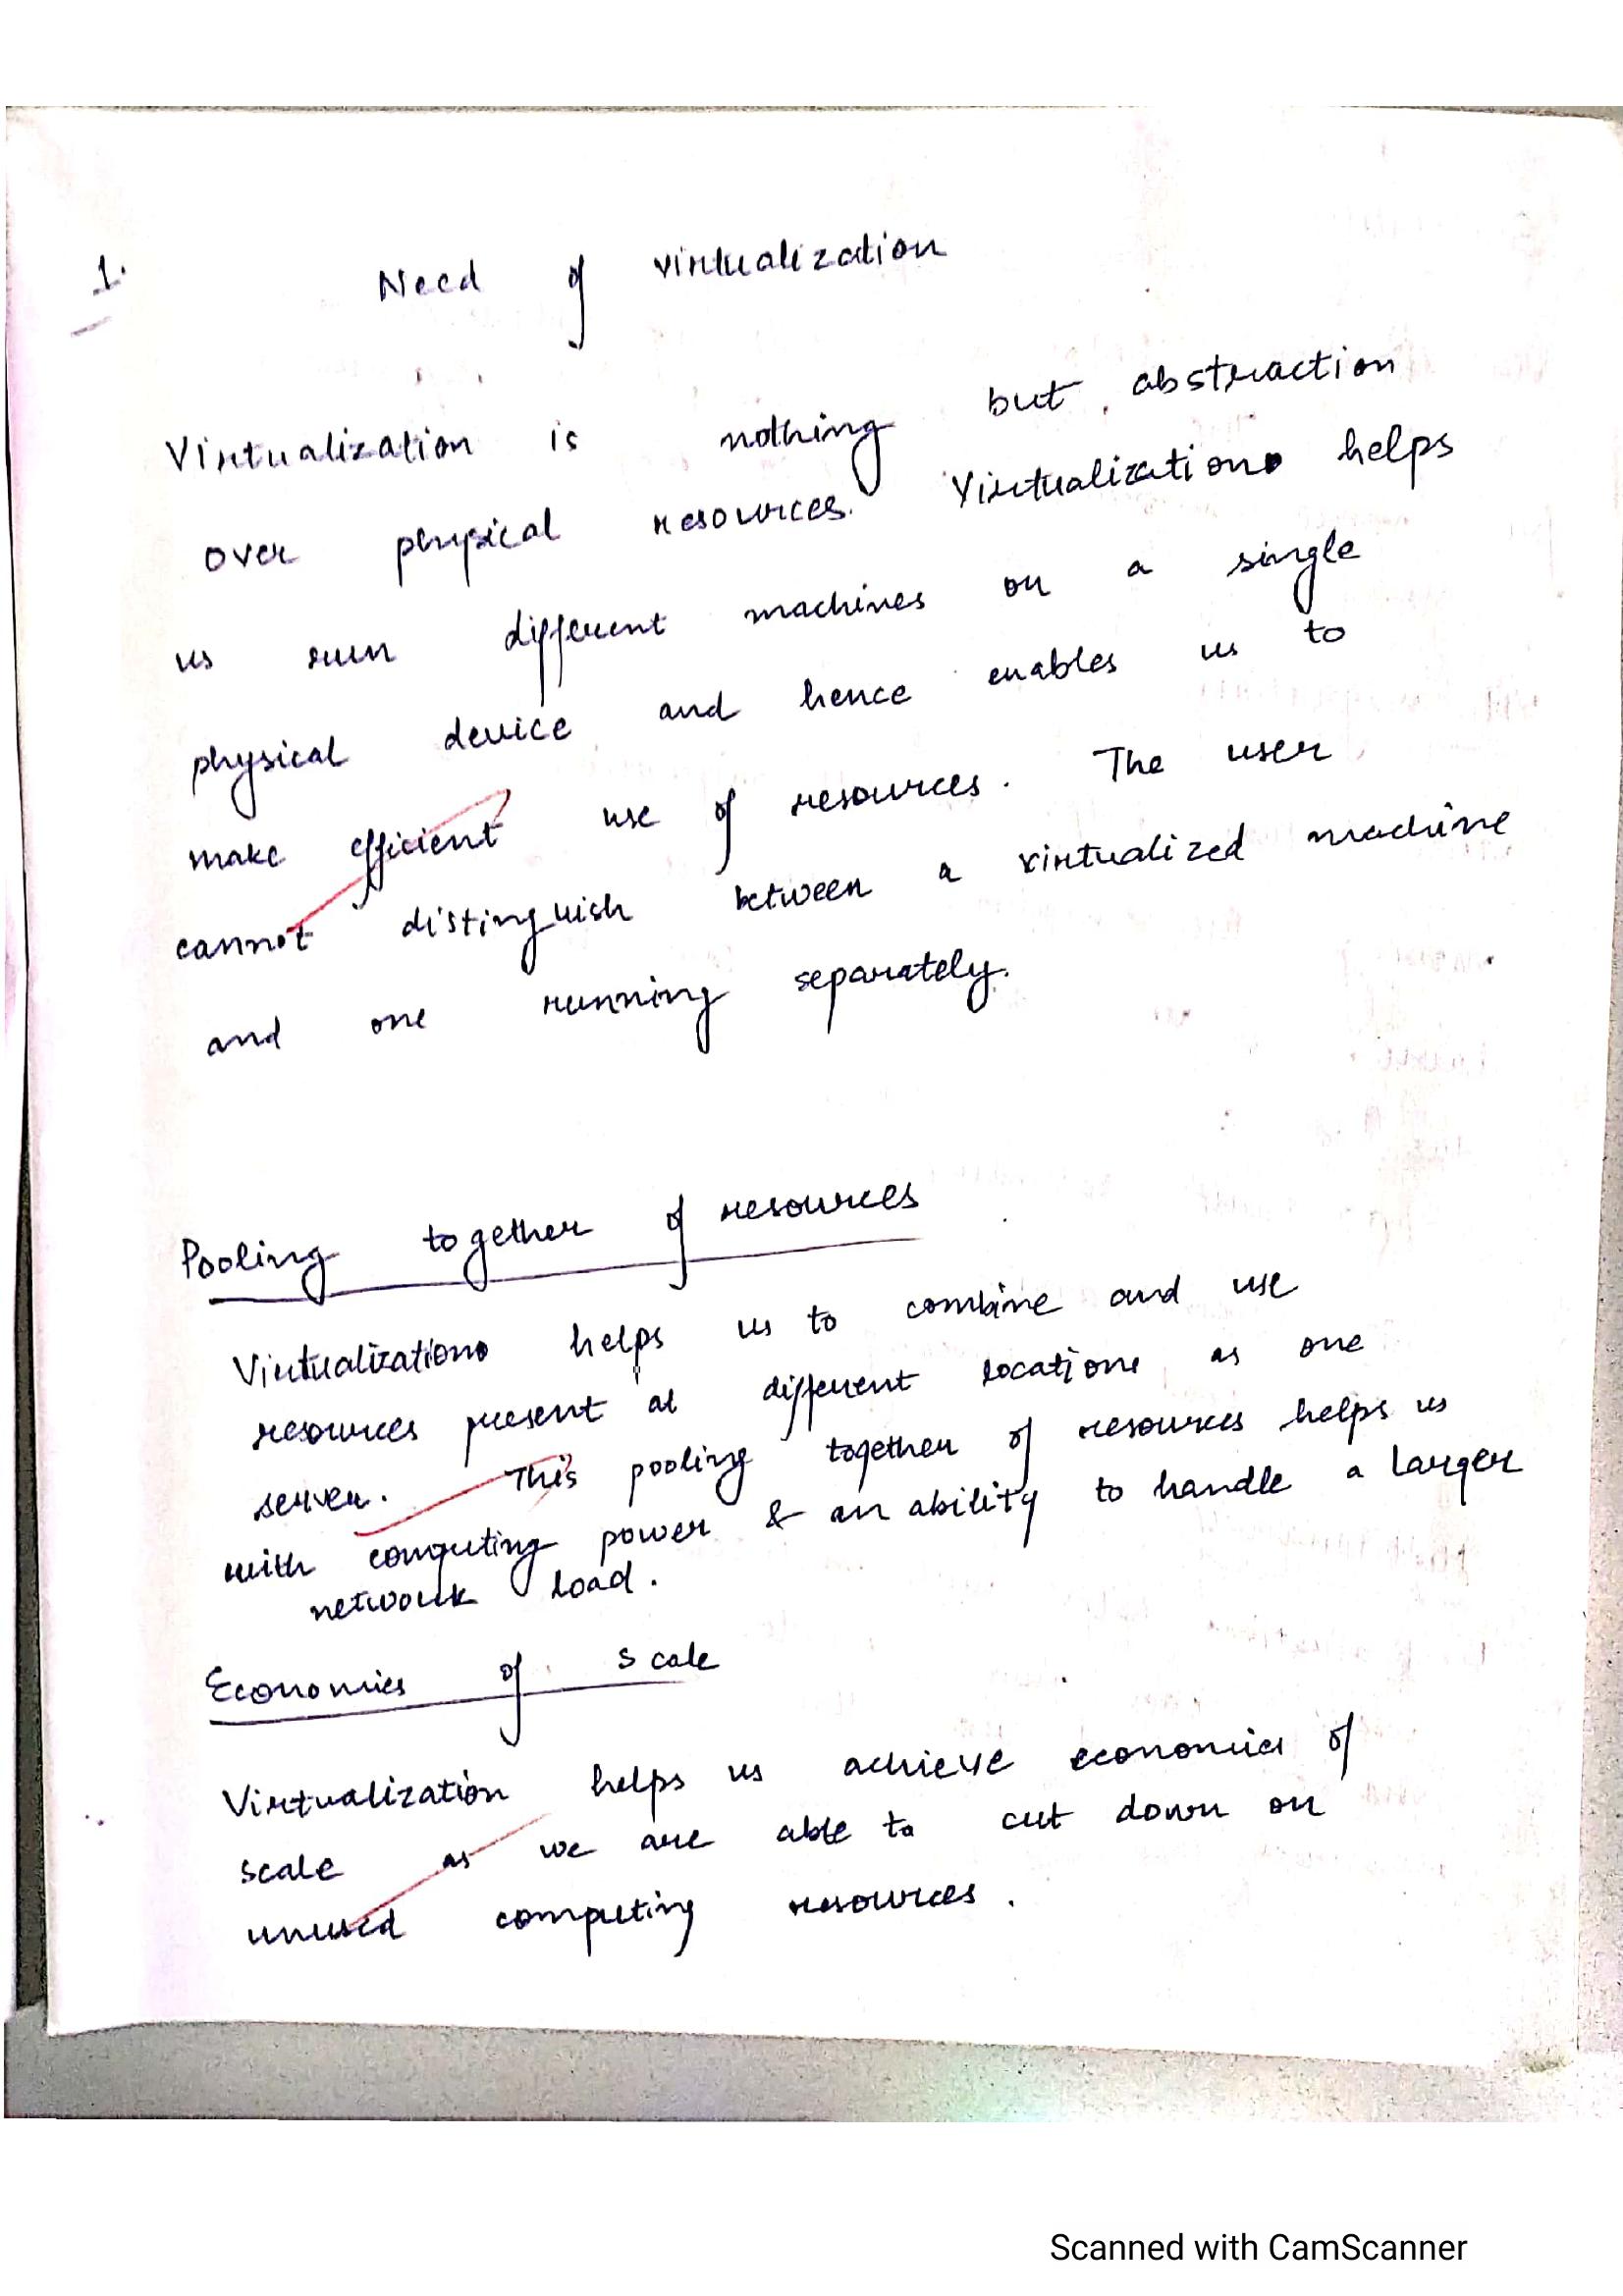 1.
Need of virtualization
Virtualization is nothing but abstraction
over physical resources. Virtualization helps
us run different machines on a single
physical device and hence enables us to
make efficient use of resources. The user
cannot distinguish between a virtualized machine
and one running separately.
Pooling together of resources
Virtualization helps us to combine and use
resources present at different locations as one
server. This pooling together of resources helps us
with computing power & an ability to handle a larger
network load.
Economies of scale
Virtualization helps us achieve economies of
scale as we are able to cut down on
unused computing resources.
Scanned with CamScanner